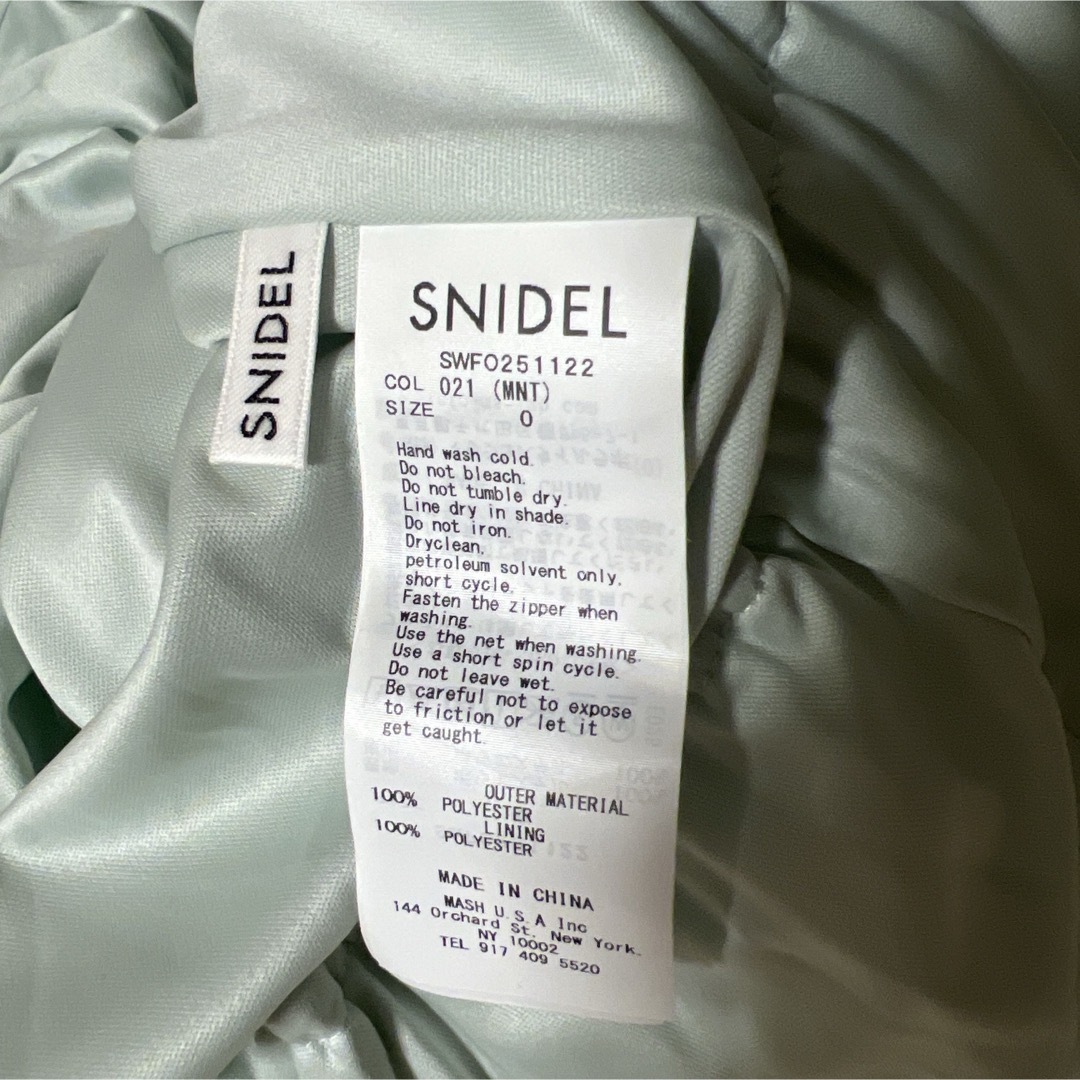 SNIDEL
SNIDEL
SWFO251122
COL 021 (MNT)
SIZE 0
Hand wash cold.
Do not bleach.
Do not tumble dry.
Line dry in shade.
Do not iron.
Dryclean.
petroleum solvent only.
short cycle.
Fasten the zipper when
washing.
Use the net when washing.
Use a short spin cycle.
Do not leave wet.
Be careful not to expose
to friction or let it
get caught.
OUTER MATERIAL
100% POLYESTER
LINING
100% POLYESTER
MADE IN CHINA
MASH U.S.A Inc
144 Orchard St. New York.
NY 10002
TEL 917 409 5520